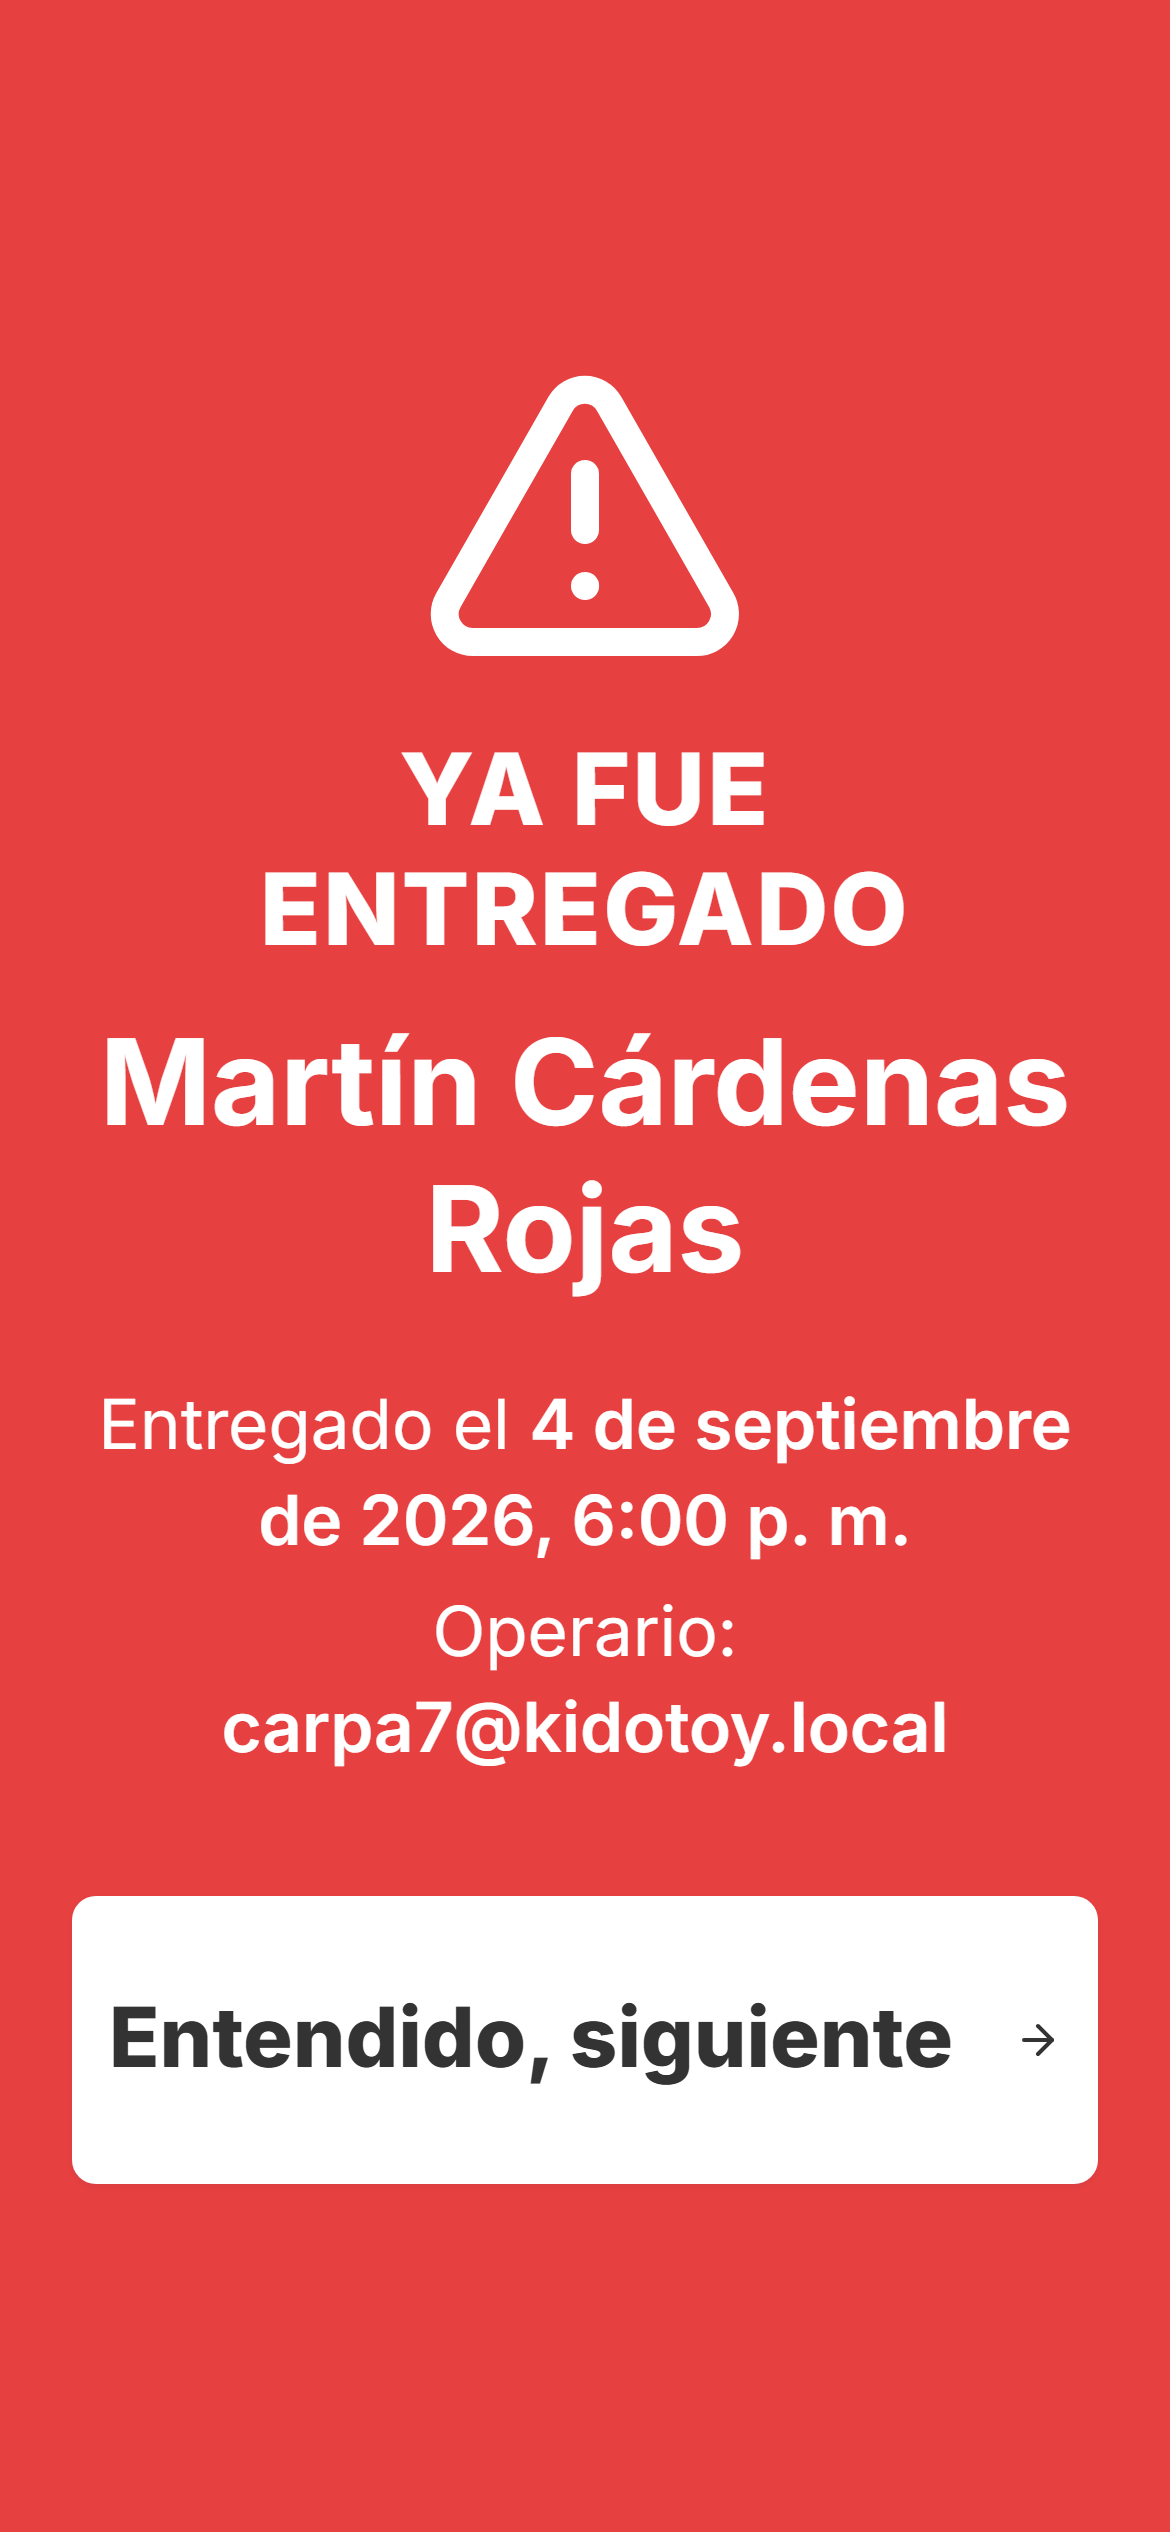 YA FUE
ENTREGADO
Martín Cárdenas
Rojas
Entregado el 4 de septiembre
de 2026, 6:00 p. m.
Operario:
carpa7@kidotoy.local
Entendido, siguiente →